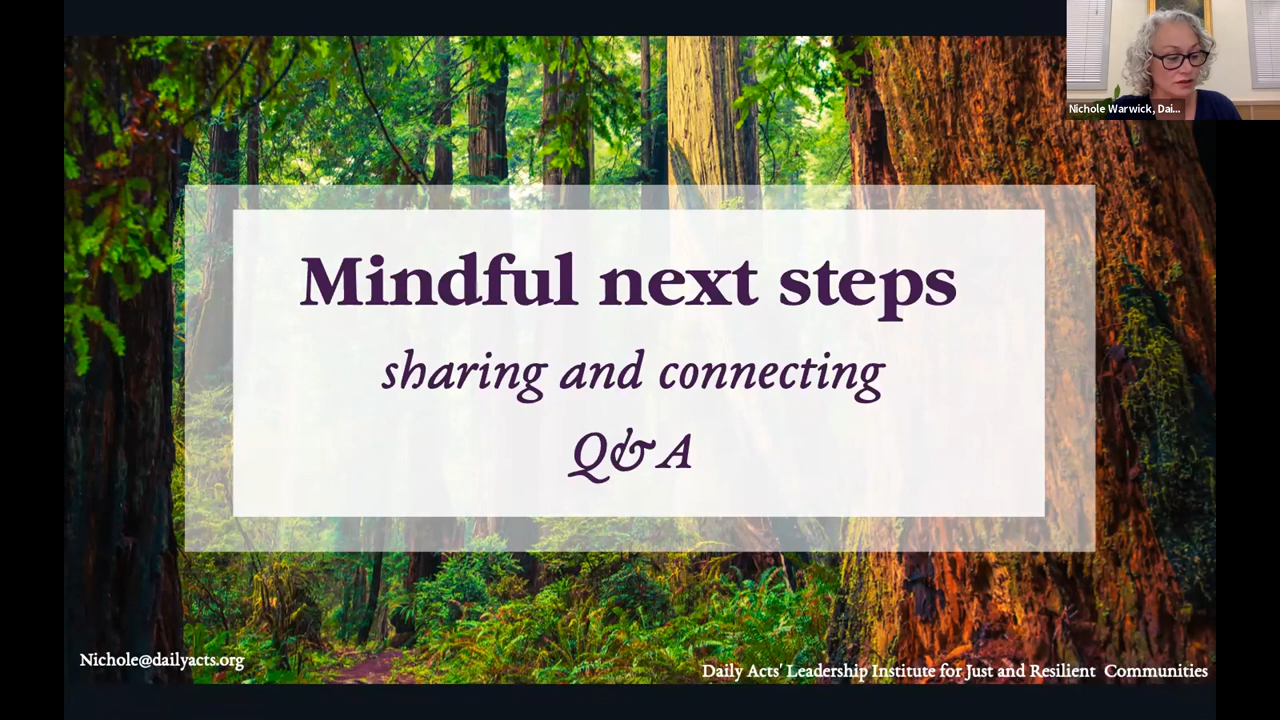 Nichole Warwick, Dai...
Mindful next steps
sharing and connecting
Q&A
Nichole@dailyacts.org
Daily Acts' Leadership Institute for Just and Resilient Communities